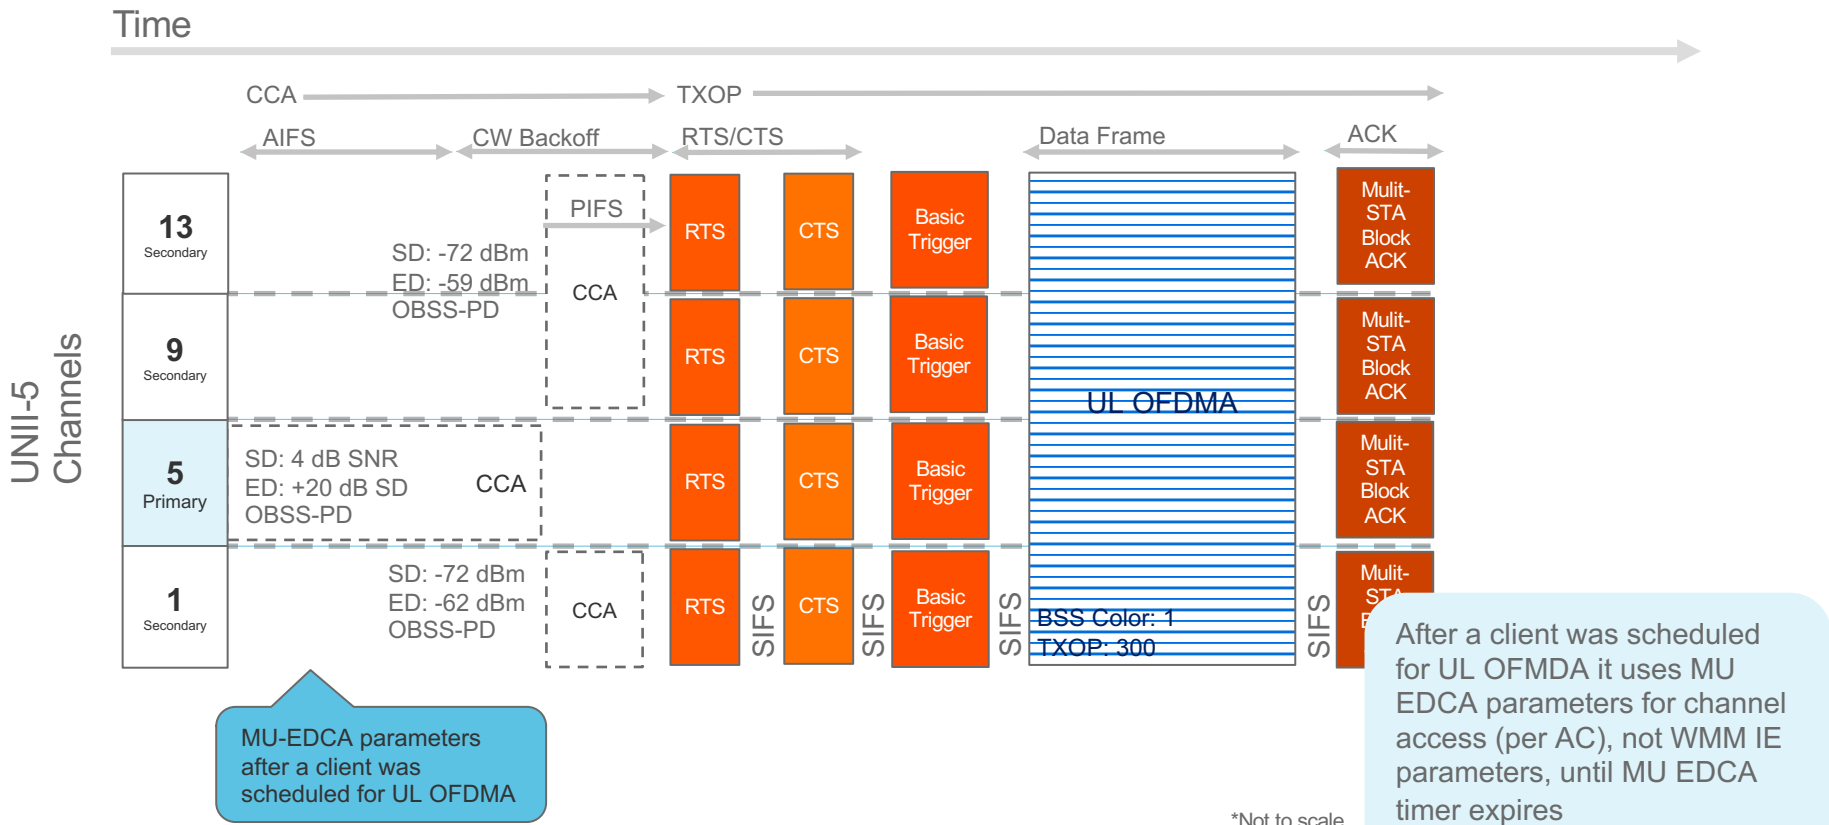 Time
CCA
TXOP
AIFS
CW Backoff
RTS/CTS
Data Frame
ACK
UNII-5
Channels
13
Secondary
SD: -72 dBm
ED: -59 dBm
OBSS-PD
PIFS
CCA
RTS
CTS
Basic
Trigger
Mulit-
STA
Block
ACK
9
Secondary
RTS
CTS
Basic
Trigger
UL OFDMA
Mulit-
STA
Block
ACK
5
Primary
SD: 4 dB SNR
ED: +20 dB SD
OBSS-PD
CCA
RTS
CTS
Basic
Trigger
Mulit-
STA
Block
ACK
1
Secondary
SD: -72 dBm
ED: -62 dBm
OBSS-PD
CCA
RTS
SIFS
CTS
SIFS
Basic
Trigger
SIFS
BSS Color: 1
TXOP: 300
SIFS
Mulit-
STA
MU-EDCA parameters
after a client was
scheduled for UL OFDMA
After a client was scheduled
for UL OFMDA it uses MU
EDCA parameters for channel
access (per AC), not WMM IE
parameters, until MU EDCA
timer expires
*Not to scale